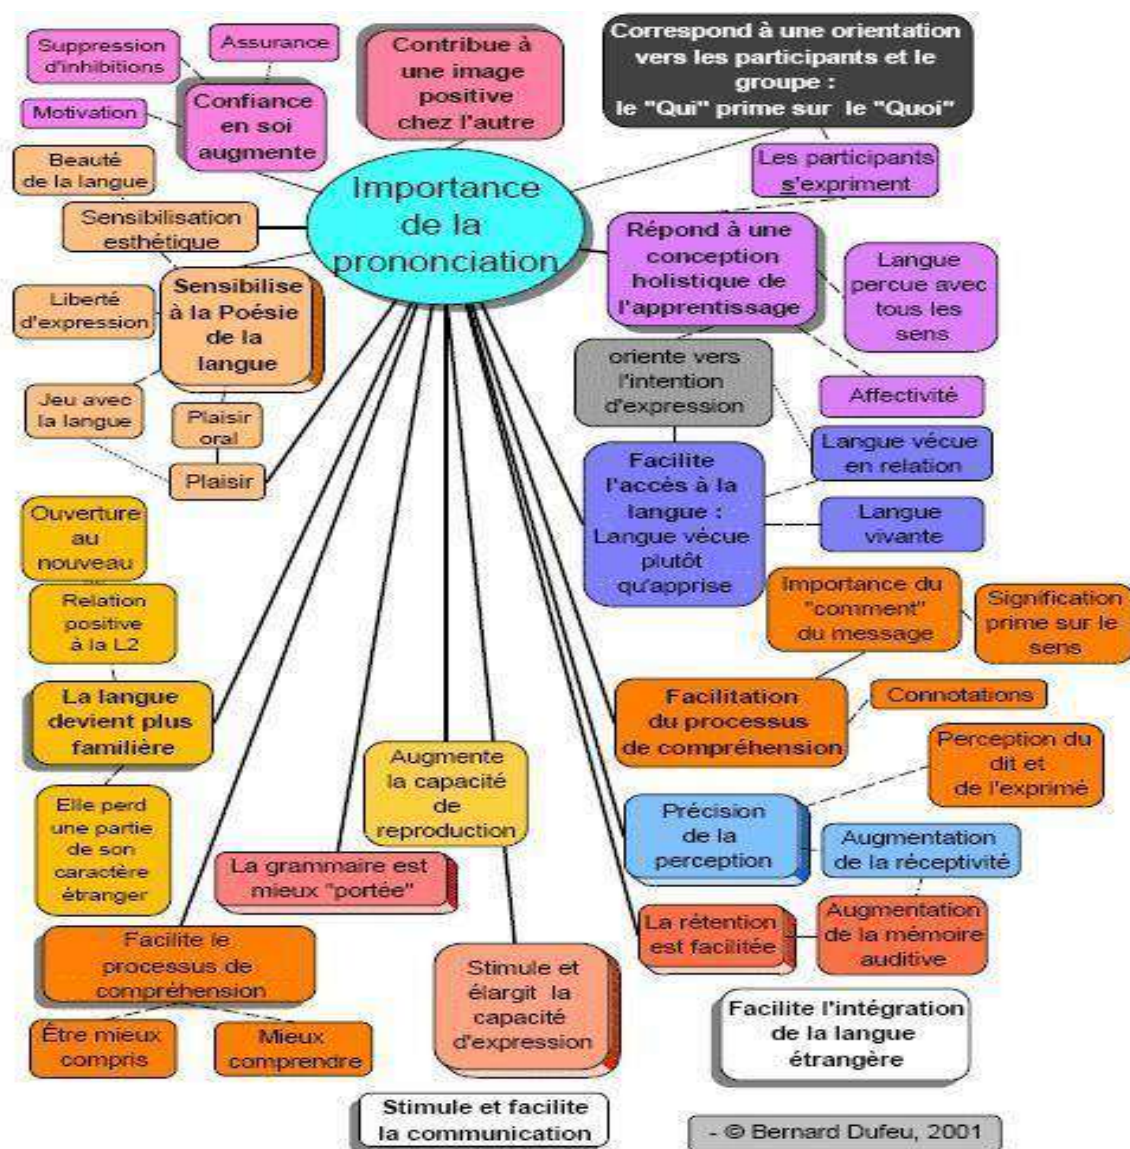 Suppression
d'inhibitions
Assurance
Motivation
Confiance
en soi
augmente
Contribue à
une image
positive
chez l'autre
Correspond à une orientation
vers les participants et le
groupe :
le "Qui" prime sur le "Quoi"
Les participants
s'expriment
Importance
de la
prononciation
Beauté
de la langue
Sensibilisation
esthétique
Liberté
d'expression
Sensibilise
à la Poésie
de la
langue
Jeu avec
la langue
Plaisir
oral
Plaisir
Répond à une
conception
holistique de
l'apprentissage
Langue
percue avec
tous les
sens
Affectivité
oriente vers
l'intention
d'expression
Facilite
l'accès à la
langue :
Langue vécue
plutôt
qu'apprise
Langue vécue
en relation
Langue
vivante
Ouverture
au
nouveau
Relation
positive
à la L2
La langue
devient plus
familière
Elle perd
une partie
de son
caractère
étranger
Importance du
"comment"
du message
Signification
prime sur le
sens
Facilitation
du processus
de compréhension
Connotations
Perception du
dit et
de l'exprimé
Précision
de la
perception
Augmentation
de la réceptivité
La rétention
est facilitée
Augmentation
de la mémoire
auditive
Augmente
la capacité
de
reproduction
La grammaire est
mieux "portée"
Facilite le
processus de
compréhension
Être mieux
compris
Mieux
comprendre
Stimule et
élargit la
capacité
d'expression
Facilite l'intégration
de la langue
étrangère
Stimule et facilite
la communication
- © Bernard Dufeu, 2001